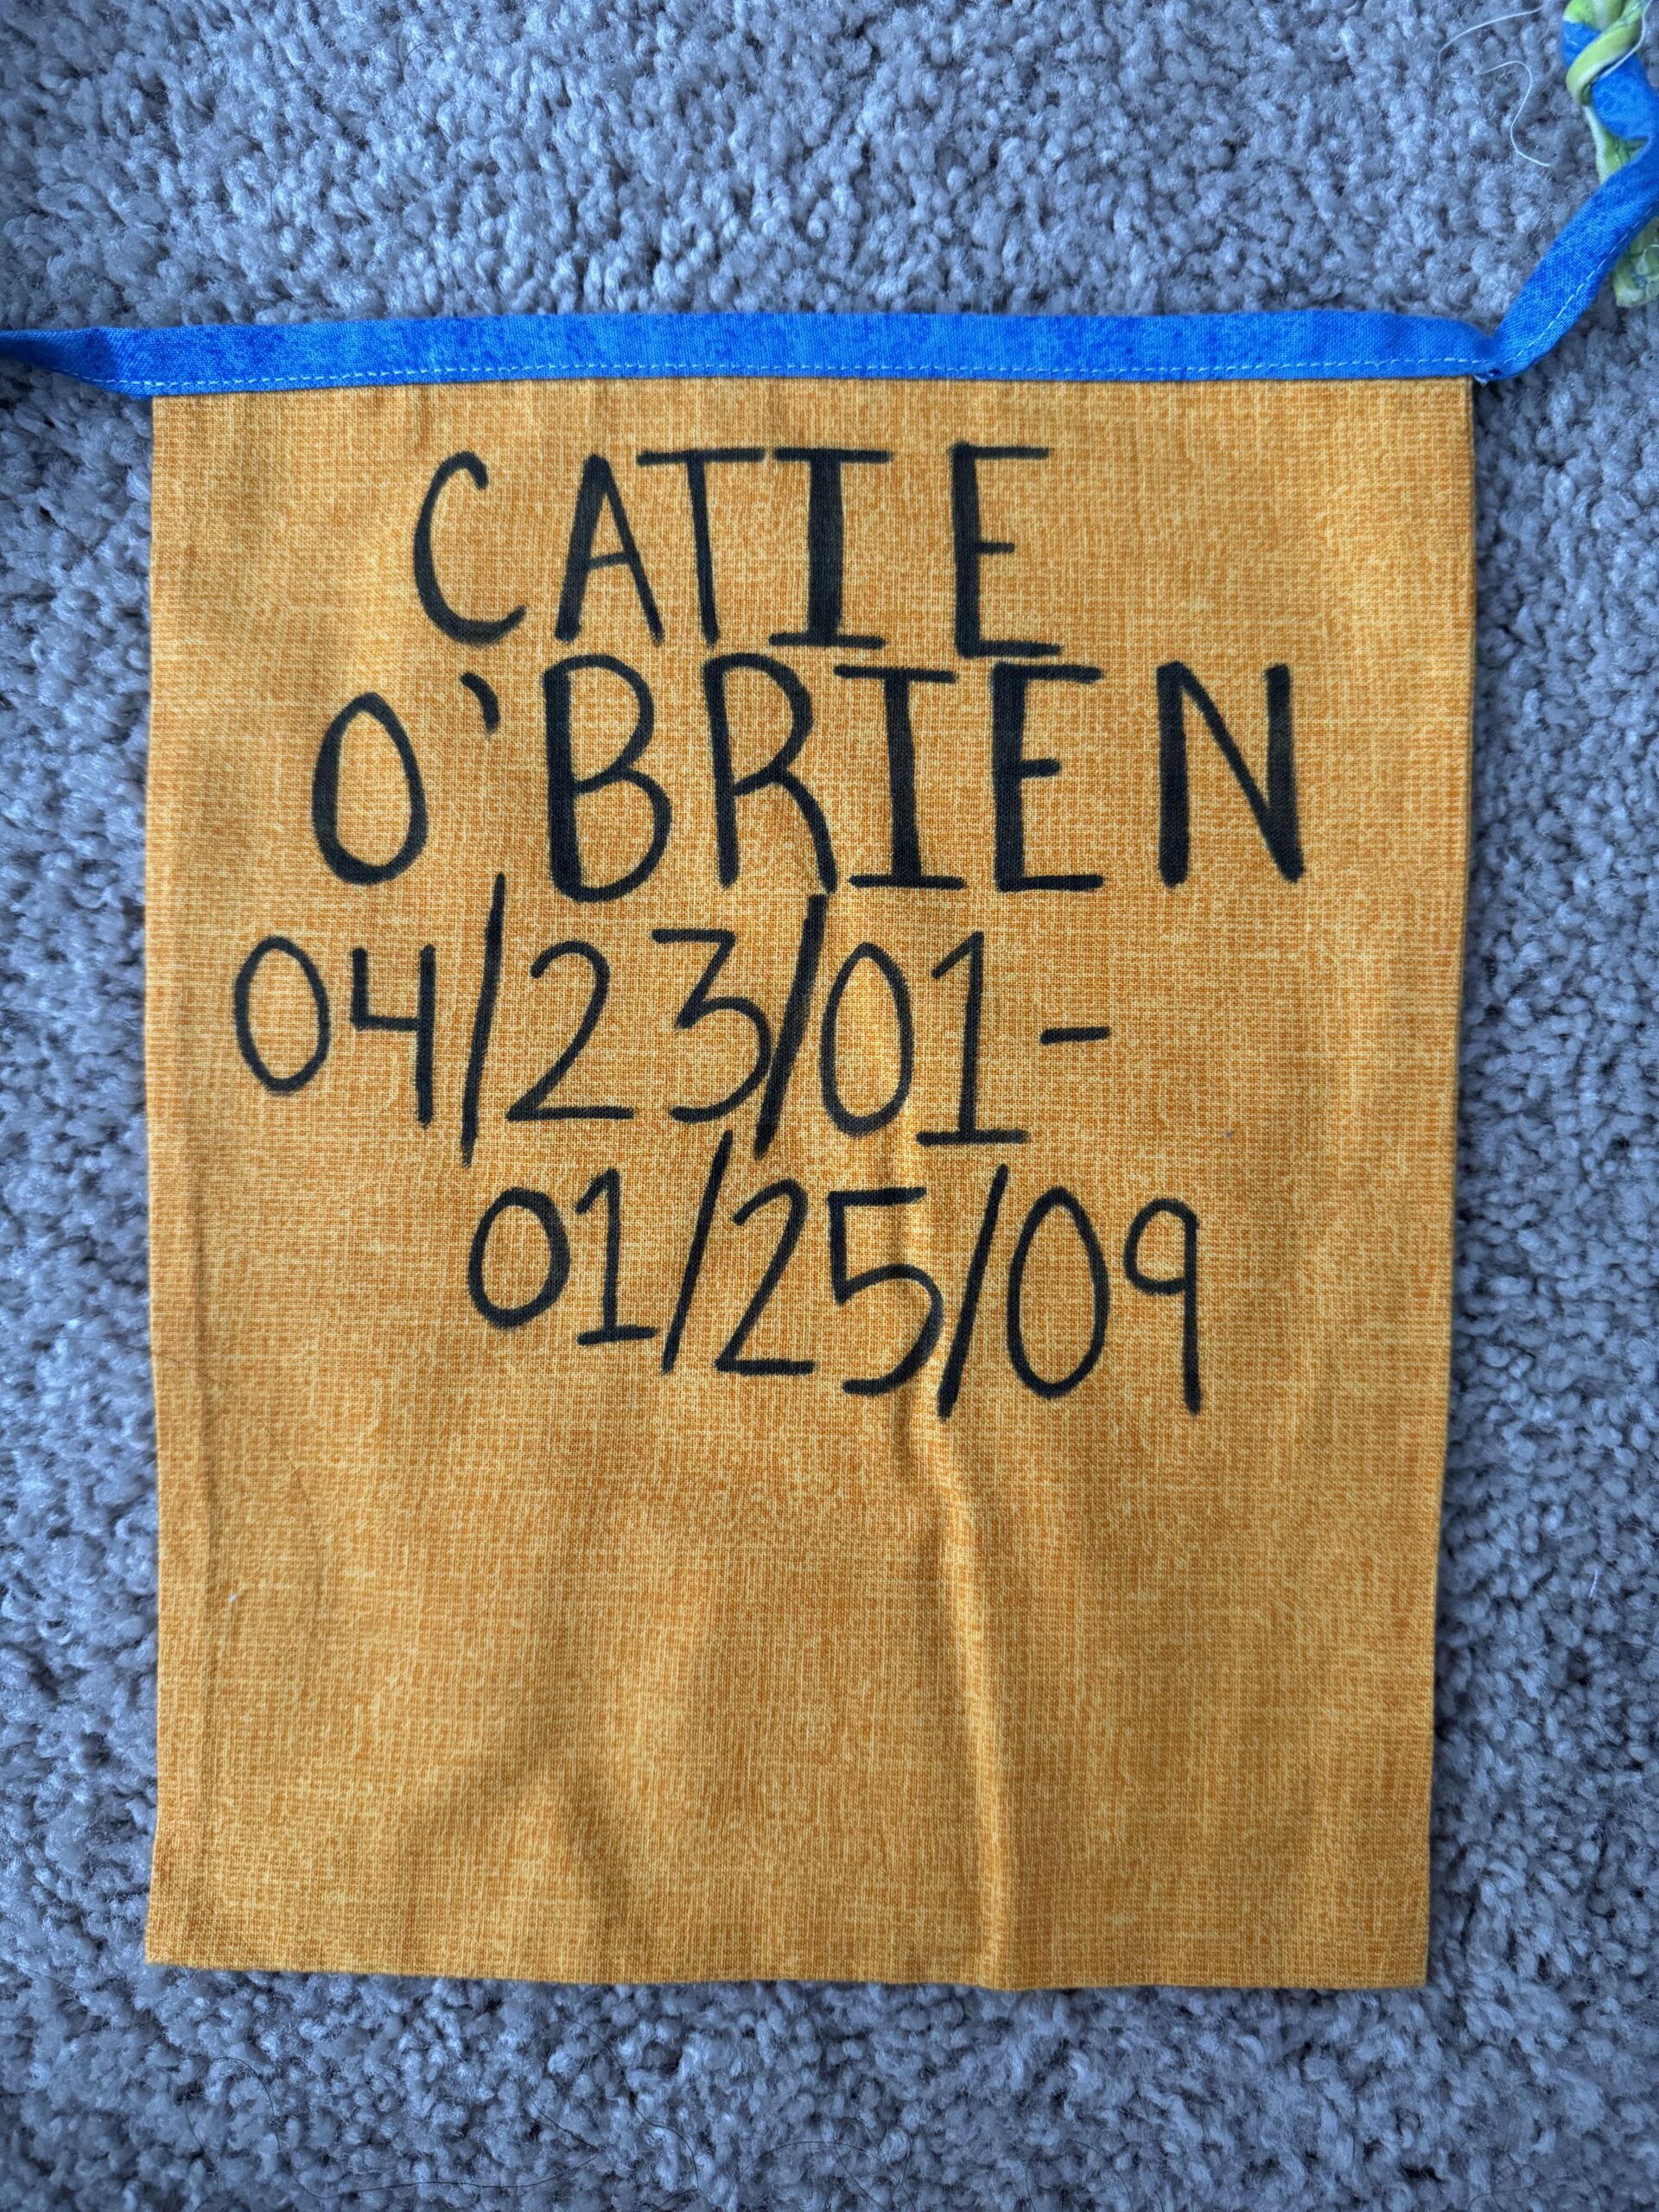 CATIE
O'BRIEN
04/23/01-
01/25/09